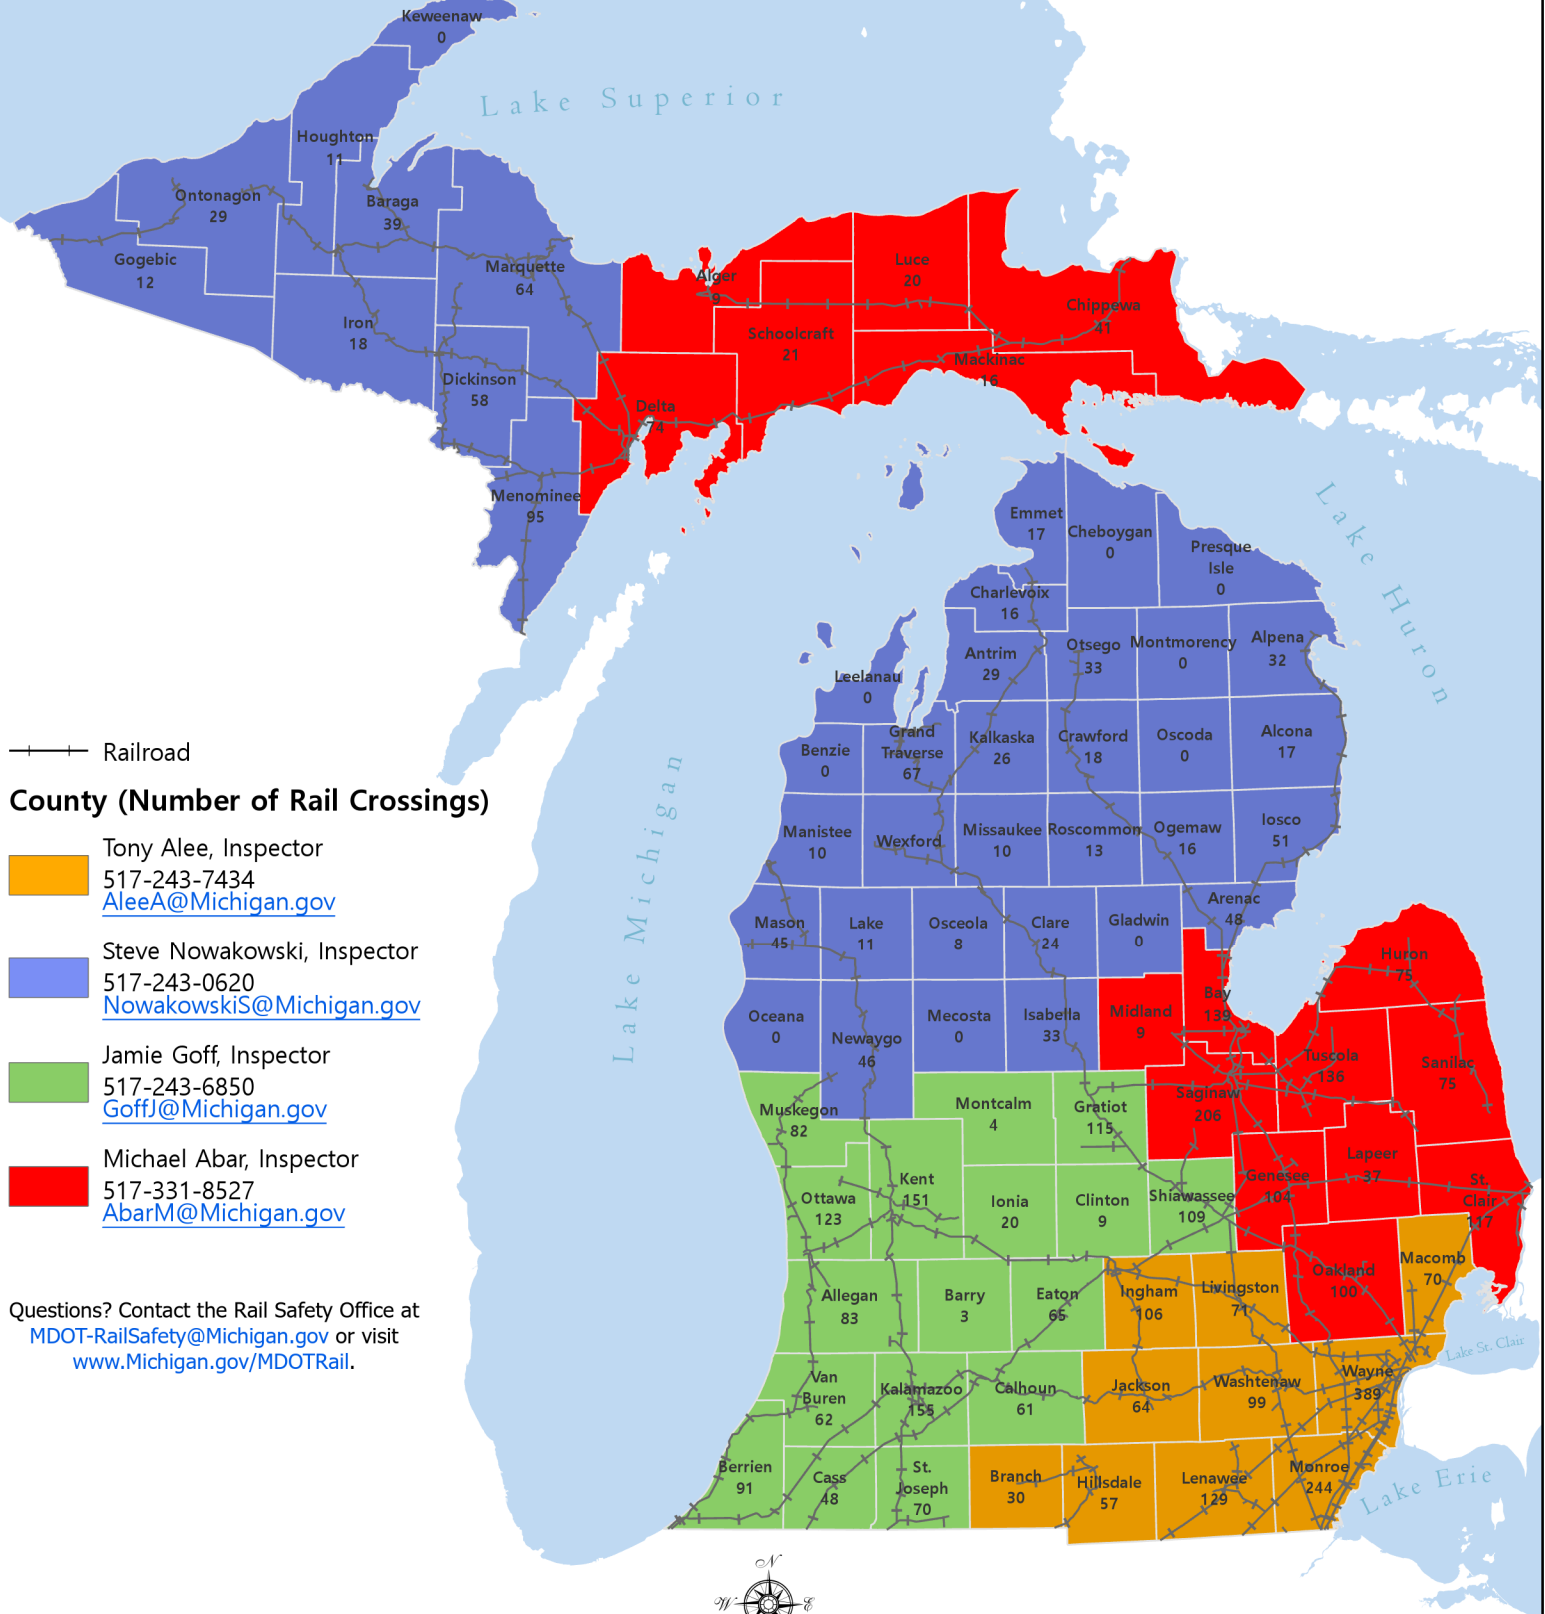 Keweenaw
0
Lake Superior
Houghton
11
Ontonagon
29
Baraga
39
Gogebic
12
Marquette
64
Alger
9
Luce
20
Chippewa
41
Iron
18
Schoolcraft
21
Mackinac
16
Dickinson
58
Delta
74
Menominee
95
Lake Huron
Emmet
17
Cheboygan
0
Presque
Isle
0
Charlevoix
16
Antrim
29
Otsego
33
Montmorency
0
Alpena
32
Leelanau
0
Benzie
0
Grand
Traverse
67
Kalkaska
26
Crawford
18
Oscoda
0
Alcona
17
Lake Michigan
Manistee
10
Wexford
Missaukee
10
Roscommon
13
Ogemaw
16
Iosco
51
Mason
45
Lake
11
Osceola
8
Clare
24
Gladwin
0
Arenac
48
Huron
75
Oceana
0
Newaygo
46
Mecosta
0
Isabella
33
Midland
9
Bay
139
Tuscola
136
Sanilac
75
Muskegon
82
Montcalm
4
Gratiot
115
Saginaw
206
Lapeer
37
Genesee
104
St.
Clair
117
Ottawa
123
Kent
151
Ionia
20
Clinton
9
Shiawassee
109
Oakland
100
Macomb
70
Allegan
83
Barry
3
Eaton
65
Ingham
106
Livingston
71
Lake St. Clair
Van
Buren
62
Kalamazoo
155
Calhoun
61
Jackson
64
Washtenaw
99
Wayne
389
Berrien
91
Cass
48
St.
Joseph
70
Branch
30
Hillsdale
57
Lenawee
129
Monroe
244
Lake Erie
Railroad
County (Number of Rail Crossings)
Tony Alee, Inspector
517-243-7434
AleeA@Michigan.gov
Steve Nowakowski, Inspector
517-243-0620
NowakowskiS@Michigan.gov
Jamie Goff, Inspector
517-243-6850
GoffJ@Michigan.gov
Michael Abar, Inspector
517-331-8527
AbarM@Michigan.gov
Questions? Contact the Rail Safety Office at
MDOT-RailSafety@Michigan.gov or visit
www.Michigan.gov/MDOTRail.
N
W E